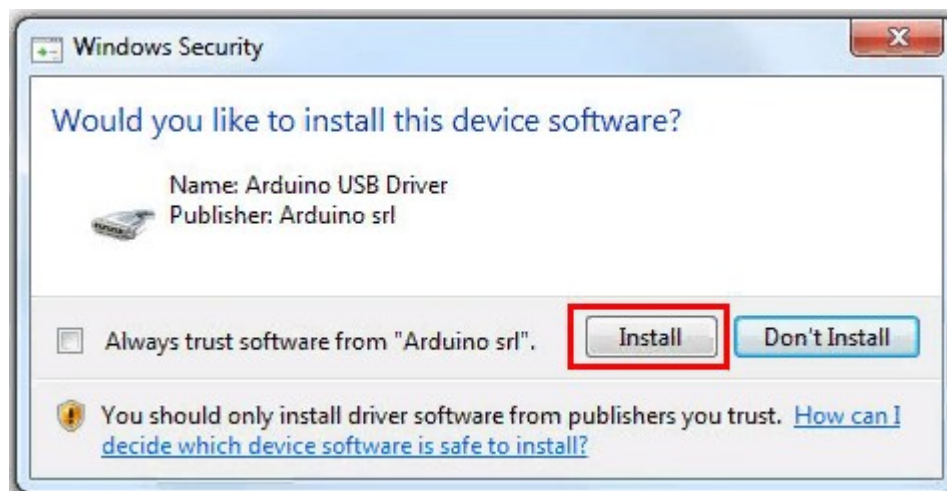 Windows Security
Would you like to install this device software?
Name: Arduino USB Driver
Publisher: Arduino srl
Always trust software from "Arduino srl".
Install
Don't Install
You should only install driver software from publishers you trust. How can I
decide which device software is safe to install?